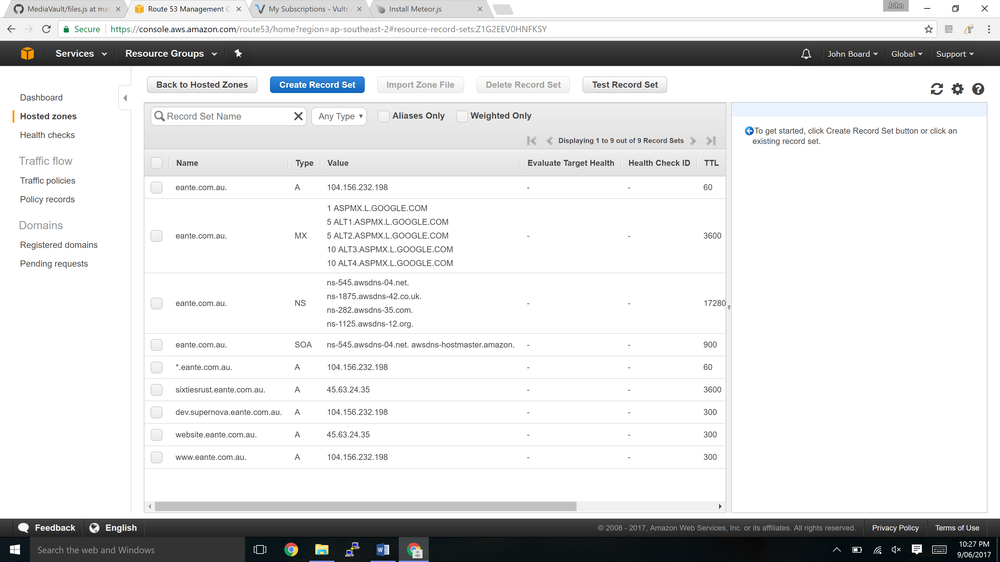 MediaVault/files.js at mas
Route 53 Management C
My Subscriptions - Vultr.
Install Meteor.js
John
Secure
https://console.aws.amazon.com/route53/home?region=ap-southeast-2#resource-record-sets:Z1G2EEV0HNFKSY
Services
Resource Groups
John Board
Global
Support
Back to Hosted Zones
Create Record Set
Import Zone File
Delete Record Set
Test Record Set
Dashboard
Hosted zones
Health checks
Traffic flow
Traffic policies
Policy records
Domains
Registered domains
Pending requests
Record Set Name
Any Type
Aliases Only
Weighted Only
Displaying 1 to 9 out of 9 Record Sets
Name Type Value Evaluate Target Health Health Check ID TTL
eante.com.au. A 104.156.232.198 - - 60
1 ASPMX.L.GOOGLE.COM
5 ALT1.ASPMX.L.GOOGLE.COM
eante.com.au. MX 5 ALT2.ASPMX.L.GOOGLE.COM - - 3600
10 ALT3.ASPMX.L.GOOGLE.COM
10 ALT4.ASPMX.L.GOOGLE.COM
ns-545.awsdns-04.net.
ns-1875.awsdns-42.co.uk.
eante.com.au. NS - - 17280
ns-282.awsdns-35.com.
ns-1125.awsdns-12.org.
eante.com.au. SOA ns-545.awsdns-04.net. awsdns-hostmaster.amazon. - - 900
*.eante.com.au. A 104.156.232.198 - - 60
sixtiesrust.eante.com.au. A 45.63.24.35 - - 3600
dev.supernova.eante.com.au. A 104.156.232.198 - - 300
website.eante.com.au. A 45.63.24.35 - - 300
www.eante.com.au. A 104.156.232.198 - - 300
To get started, click Create Record Set button or click an
existing record set.
Feedback
English
© 2008 - 2017, Amazon Web Services, Inc. or its affiliates. All rights reserved.
Privacy Policy
Terms of Use
Search the web and Windows
10:27 PM
9/06/2017